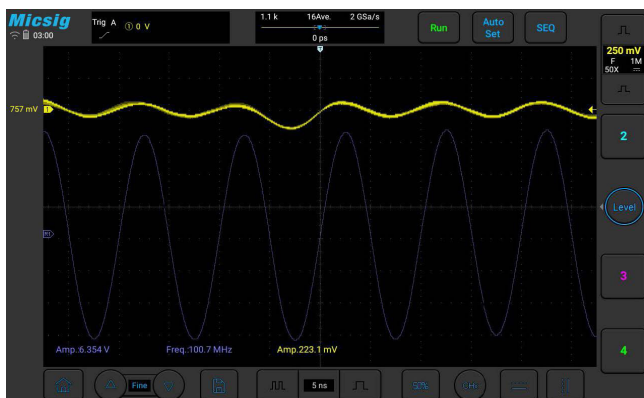 Micsig
03:00
Trig A ① 0 V
1.1 k 16Ave. 2 GSa/s
0 ps
Run
Auto
Set
SEQ
250 mV
F 1M
50X
757 mV
1
2
Level
3
4
Amp.:6.354 V Freq.:100.7 MHz Amp.223.1 mV
Fine
5 ns
50%